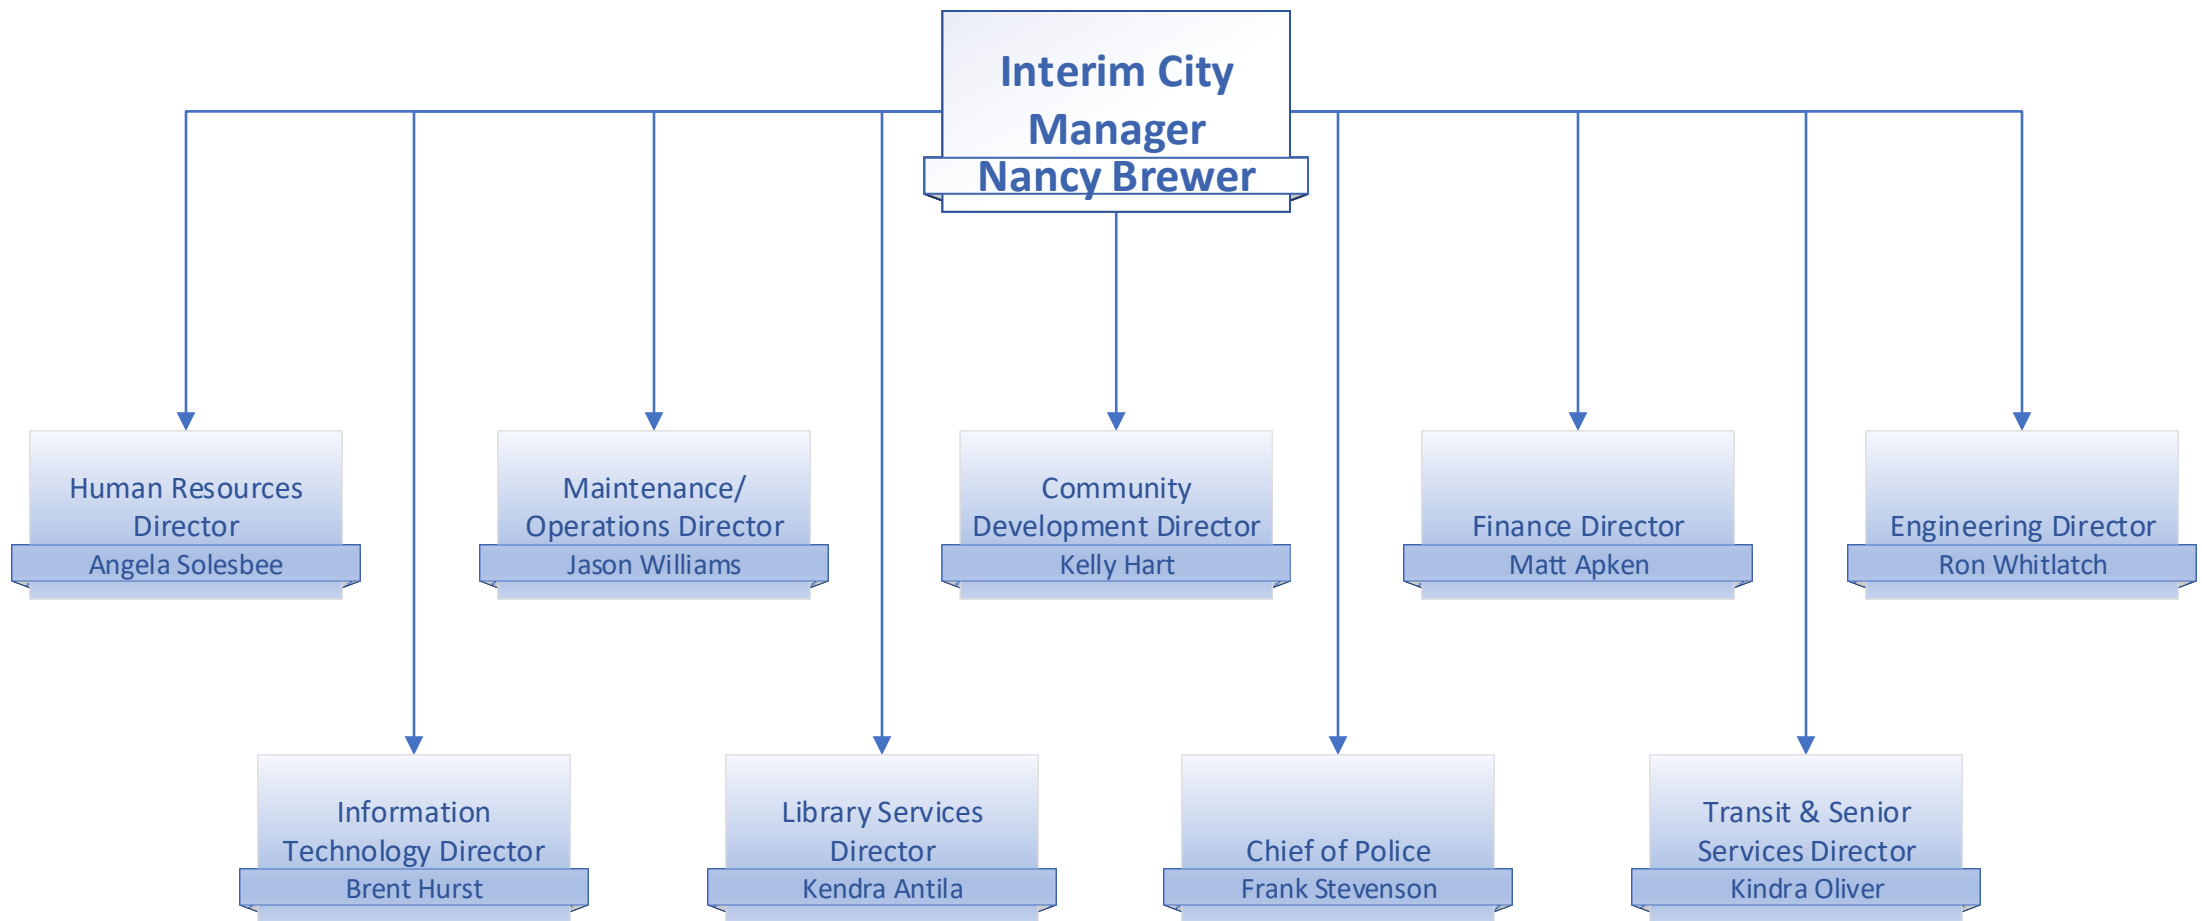 Interim City
Manager
Nancy Brewer
Human Resources
Director
Angela Solesbee
Maintenance/
Operations Director
Jason Williams
Community
Development Director
Kelly Hart
Finance Director
Matt Apken
Engineering Director
Ron Whitlatch
Information
Technology Director
Brent Hurst
Library Services
Director
Kendra Antila
Chief of Police
Frank Stevenson
Transit & Senior
Services Director
Kindra Oliver